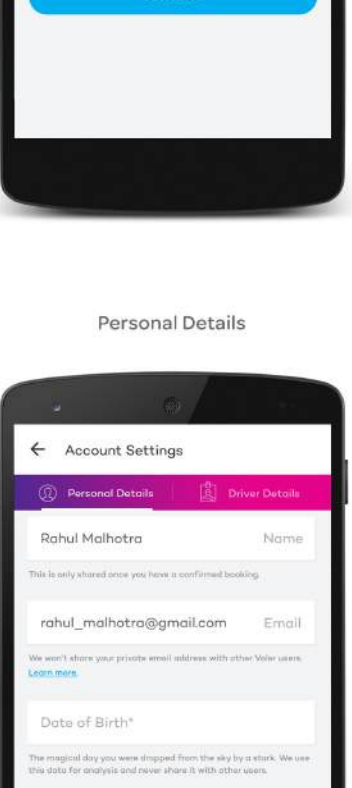 Personal Details
Account Settings
Personal Details
Driver Details
Rahul Malhotra
Name
This is only shared once you have a confirmed booking.
rahul_malhotra@gmail.com
Email
We won't share your private email address with other Voler users.
Learn more.
Date of Birth*
The magical day you were dropped from the sky by a stork. We use
this data for analysis and never share it with other users.